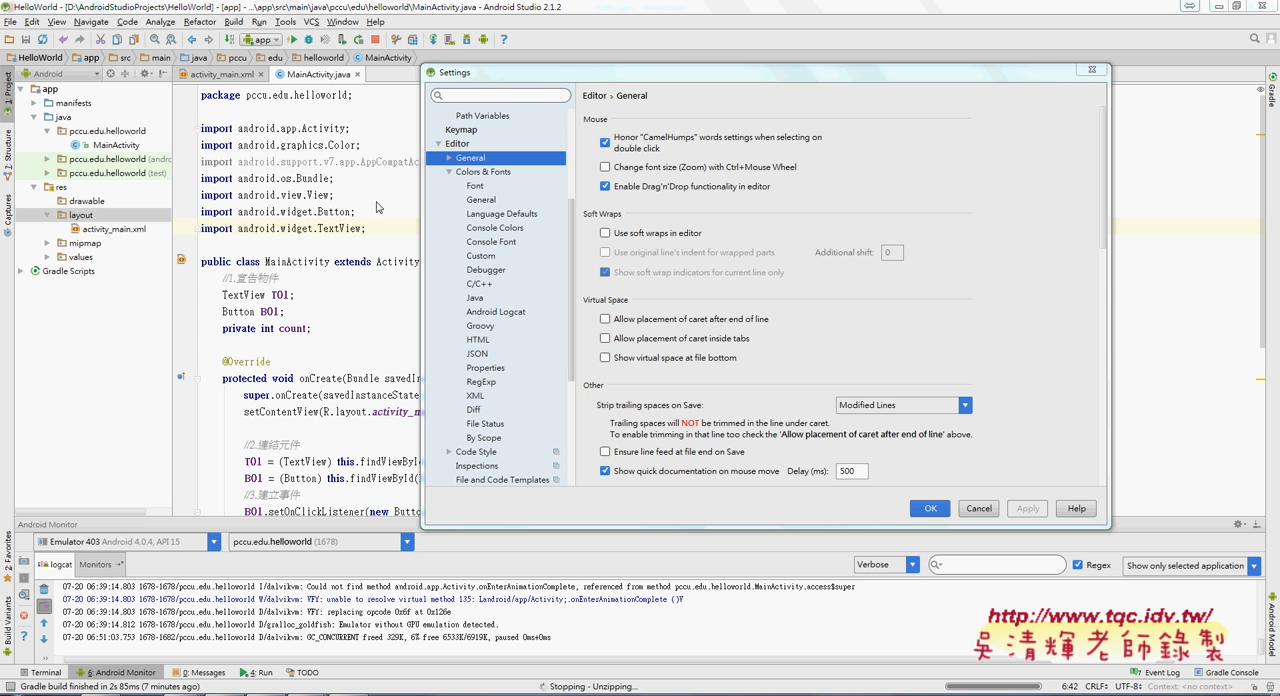 HelloWorld - [D:\AndroidStudioProjects\HelloWorld] - [app] - ...\app\src\main\java\pccu\edu\helloworld\MainActivity.java - Android Studio 2.1.2
File Edit View Navigate Code Analyze Refactor Build Run Tools VCS Window Help
app
HelloWorld app src main java pccu edu helloworld MainActivity
Android
activity_main.xml
MainActivity.java
1: Project
7: Structure
Captures
2: Favorites
Build Variants
Gradle
Android Model
app
manifests
java
pccu.edu.helloworld
MainActivity
pccu.edu.helloworld (andro
pccu.edu.helloworld (test)
res
drawable
layout
activity_main.xml
mipmap
values
Gradle Scripts
package pccu.edu.helloworld;
import android.app.Activity;
import android.graphics.Color;
import android.support.v7.app.AppCompatAc
import android.os.Bundle;
import android.view.View;
import android.widget.Button;
import android.widget.TextView;
public class MainActivity extends Activity
//1.宣告物件
TextView T01;
Button B01;
private int count;
@Override
protected void onCreate(Bundle savedIn
super.onCreate(savedInstanceState
setContentView(R.layout.activity_m
//2.連結元件
T01 = (TextView) this.findViewById
B01 = (Button) this.findViewById(
//3.建立事件
B01.setOnClickListener(new Butto
Settings
Path Variables
Keymap
Editor
General
Colors & Fonts
Font
General
Language Defaults
Console Colors
Console Font
Custom
Debugger
C/C++
Java
Android Logcat
Groovy
HTML
JSON
Properties
RegExp
XML
Diff
File Status
By Scope
Code Style
Inspections
File and Code Templates
Editor › General
Mouse
Honor "CamelHumps" words settings when selecting on
double click
Change font size (Zoom) with Ctrl+Mouse Wheel
Enable Drag'n'Drop functionality in editor
Soft Wraps
Use soft wraps in editor
Use original line's indent for wrapped parts Additional shift: 0
Show soft wrap indicators for current line only
Virtual Space
Allow placement of caret after end of line
Allow placement of caret inside tabs
Show virtual space at file bottom
Other
Strip trailing spaces on Save: Modified Lines
Trailing spaces will NOT be trimmed in the line under caret.
To enable trimming in that line too check the 'Allow placement of caret after end of line' above.
Ensure line feed at file end on Save
Show quick documentation on mouse move Delay (ms): 500
OK Cancel Apply Help
Android Monitor
Emulator 403 Android 4.0.4, API 15 pccu.edu.helloworld (1678)
logcat Monitors
Verbose Regex Show only selected application
07-20 06:39:14.803 1678-1678/pccu.edu.helloworld I/dalvikvm: Could not find method android.app.Activity.onEnterAnimationComplete, referenced from method pccu.edu.helloworld.MainActivity.access$super
07-20 06:39:14.803 1678-1678/pccu.edu.helloworld W/dalvikvm: VFY: unable to resolve virtual method 135: Landroid/app/Activity;.onEnterAnimationComplete ()V
07-20 06:39:14.803 1678-1678/pccu.edu.helloworld D/dalvikvm: VFY: replacing opcode 0x6f at 0x126e
07-20 06:39:14.812 1678-1678/pccu.edu.helloworld D/gralloc_goldfish: Emulator without GPU emulation detected.
07-20 06:51:03.753 1678-1682/pccu.edu.helloworld D/dalvikvm: GC_CONCURRENT freed 329K, 6% free 6533K/6919K, paused 0ms+0ms
http://www.tqc.idv.tw/
吳清輝老師錄製
Terminal 6: Android Monitor 0: Messages 4: Run TODO Event Log Gradle Console
Gradle build finished in 2s 85ms (7 minutes ago) Stopping - Unzipping... 6:42 CRLF÷ UTF-8÷ Context: <no context>